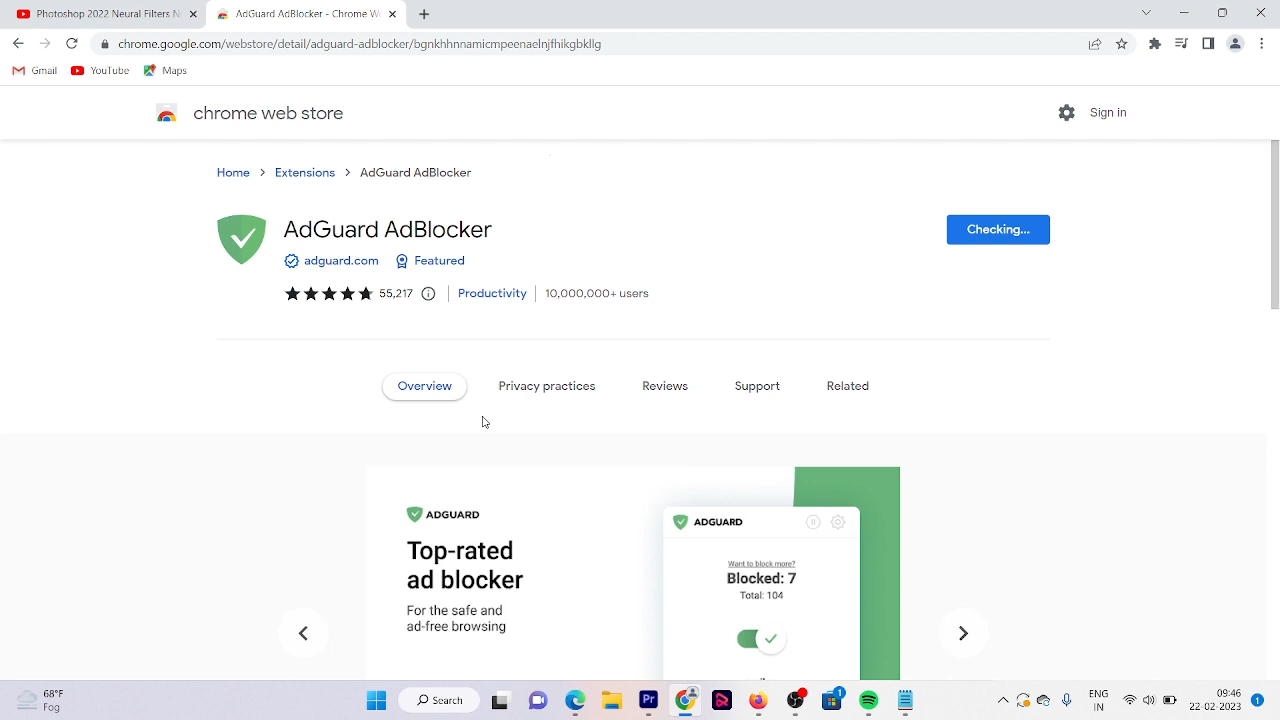 Photoshop 2022 Neural Filters N
AdGuard AdBlocker - Chrome We
chrome.google.com/webstore/detail/adguard-adblocker/bgnkhhnnamicmpeenaelnjfhikgbkllg
Gmail
YouTube
Maps
chrome web store
Sign in
Home > Extensions > AdGuard AdBlocker
AdGuard AdBlocker
Checking...
adguard.com
Featured
55,217
Productivity
10,000,000+ users
Overview
Privacy practices
Reviews
Support
Related
ADGUARD
Top-rated
ad blocker
For the safe and
ad-free browsing
ADGUARD
Want to block more?
Blocked: 7
Total: 104
68°F
Fog
Search
Pr
1
ENG
IN
09:46
22-02-2023
1